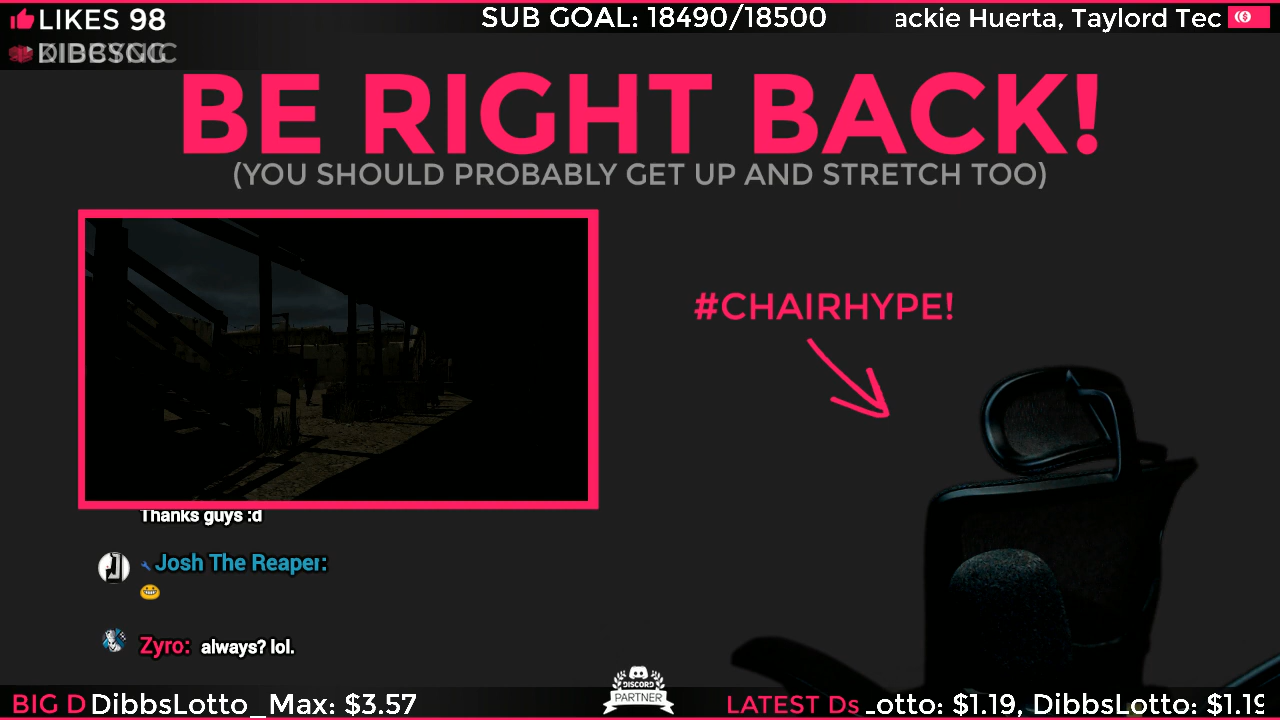 LIKES 98
SUB GOAL: 18490/18500
ackie Huerta, Taylord Tec
BE RIGHT BACK!
(YOU SHOULD PROBABLY GET UP AND STRETCH TOO)
#CHAIRHYPE!
Thanks guys :d
Josh The Reaper:
Zyro: always? lol.
BIG D DibbsLotto_Max: $3.57
DISCORD
PARTNER
LATEST Ds _otto: $1.19, DibbsLotto: $1.19